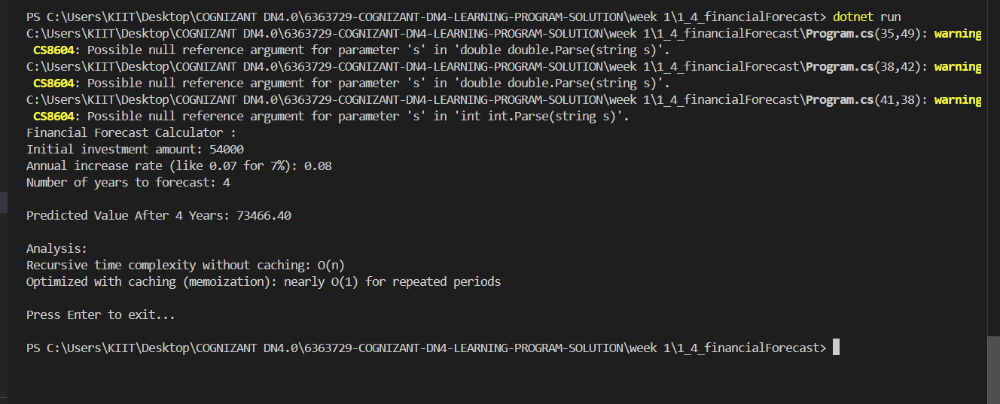 PS C:\Users\KIIT\Desktop\COGNIZANT DN4.0\6363729-COGNIZANT-DN4-LEARNING-PROGRAM-SOLUTION\week 1\1_4_financialForecast> dotnet run
C:\Users\KIIT\Desktop\COGNIZANT DN4.0\6363729-COGNIZANT-DN4-LEARNING-PROGRAM-SOLUTION\week 1\1_4_financialForecast\Program.cs(35,49): warning
 CS8604: Possible null reference argument for parameter 's' in 'double double.Parse(string s)'.
C:\Users\KIIT\Desktop\COGNIZANT DN4.0\6363729-COGNIZANT-DN4-LEARNING-PROGRAM-SOLUTION\week 1\1_4_financialForecast\Program.cs(38,42): warning
 CS8604: Possible null reference argument for parameter 's' in 'double double.Parse(string s)'.
C:\Users\KIIT\Desktop\COGNIZANT DN4.0\6363729-COGNIZANT-DN4-LEARNING-PROGRAM-SOLUTION\week 1\1_4_financialForecast\Program.cs(41,38): warning
 CS8604: Possible null reference argument for parameter 's' in 'int int.Parse(string s)'.
Financial Forecast Calculator :
Initial investment amount: 54000
Annual increase rate (like 0.07 for 7%): 0.08
Number of years to forecast: 4

Predicted Value After 4 Years: 73466.40

Analysis:
Recursive time complexity without caching: O(n)
Optimized with caching (memoization): nearly O(1) for repeated periods

Press Enter to exit...

PS C:\Users\KIIT\Desktop\COGNIZANT DN4.0\6363729-COGNIZANT-DN4-LEARNING-PROGRAM-SOLUTION\week 1\1_4_financialForecast>